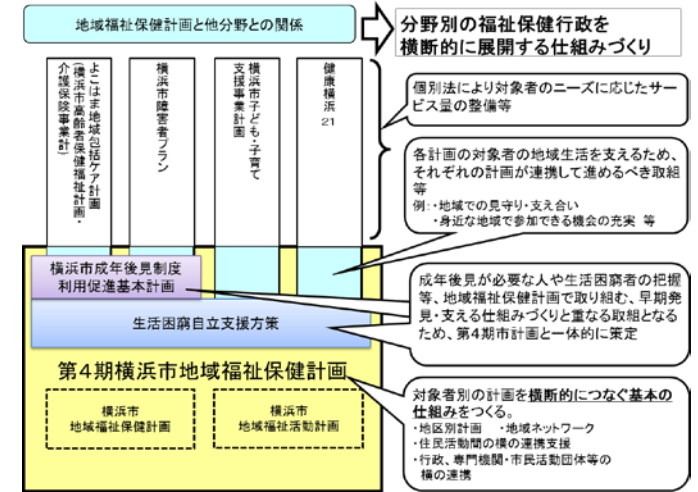 地域福祉保健計画と他分野との関係
分野別の福祉保健行政を
横断的に展開する仕組みづくり
よこはま地域包括ケア計画
(横浜市高齢者保健福祉計画・
介護保険事業計)
横浜市障害者プラン
横浜市子ども・子育て
支援事業計画
健康横浜21
個別法により対象者のニーズに応じたサー
ビス量の整備等
各計画の対象者の地域生活を支えるため、
それぞれの計画が連携して進めるべき取組
等
例:・地域での見守り・支え合い
・身近な地域で参加できる機会の充実 等
横浜市成年後見制度
利用促進基本計画
生活困窮自立支援方策
成年後見が必要な人や生活困窮者の把握
等、地域福祉保健計画で取り組む、早期発
見・支える仕組みづくりと重なる取組となる
ため、第4期市計画と一体的に策定
第4期横浜市地域福祉保健計画
横浜市
地域福祉保健計画
横浜市
地域福祉活動計画
対象者別の計画を横断的につなぐ基本の
仕組みをつくる。
・地区別計画 ・地域ネットワーク
・住民活動間の横の連携支援
・行政、専門機関・市民活動団体等の
横の連携